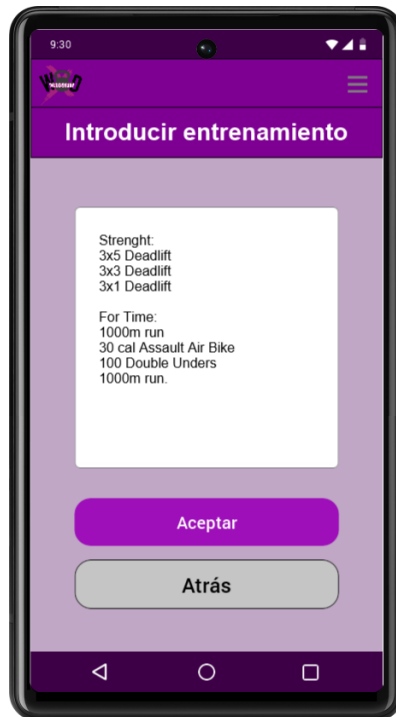 9:30
Introducir entrenamiento
Strenght:
3x5 Deadlift
3x3 Deadlift
3x1 Deadlift
For Time:
1000m run
30 cal Assault Air Bike
100 Double Unders
1000m run.
Aceptar
Atrás